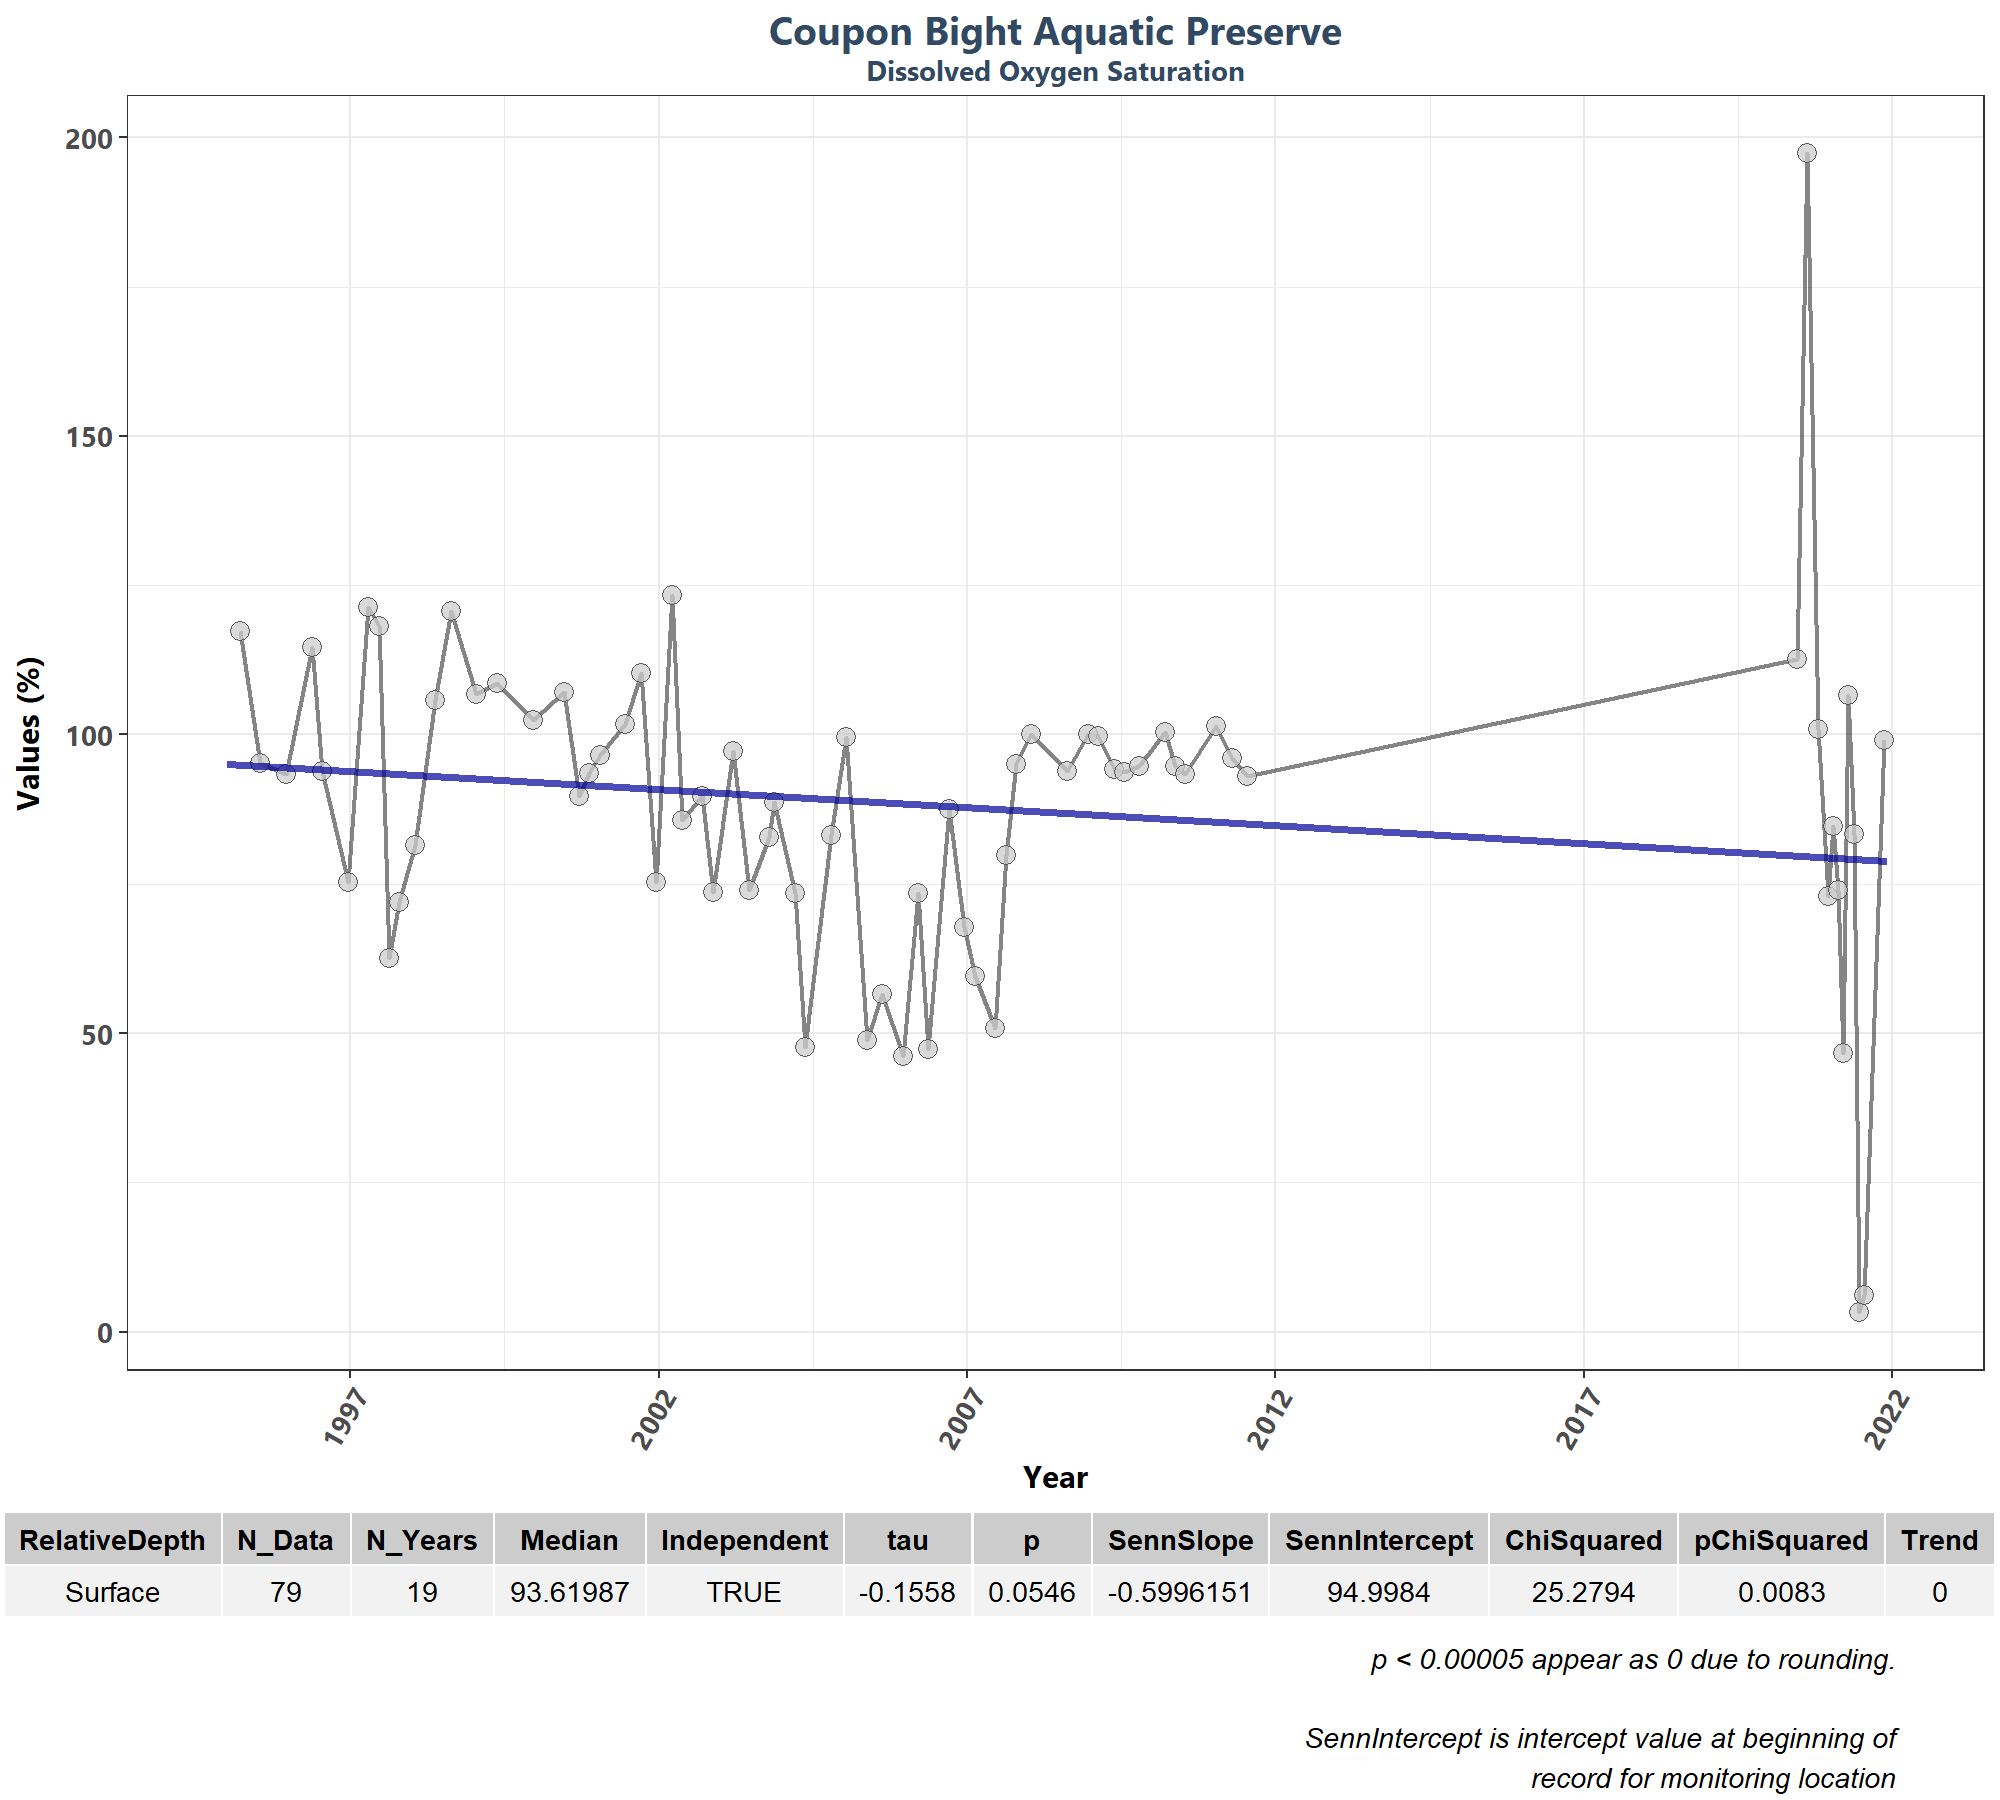 Coupon Bight Aquatic Preserve
Dissolved Oxygen Saturation
Values (%)
200
150
100
50
0
1997
2002
2007
2012
2017
2022
Year
RelativeDepth N_Data N_Years Median Independent tau p SennSlope SennIntercept ChiSquared pChiSquared Trend
Surface 79 19 93.61987 TRUE -0.1558 0.0546 -0.5996151 94.9984 25.2794 0.0083 0
p < 0.00005 appear as 0 due to rounding.
SennIntercept is intercept value at beginning of
record for monitoring location